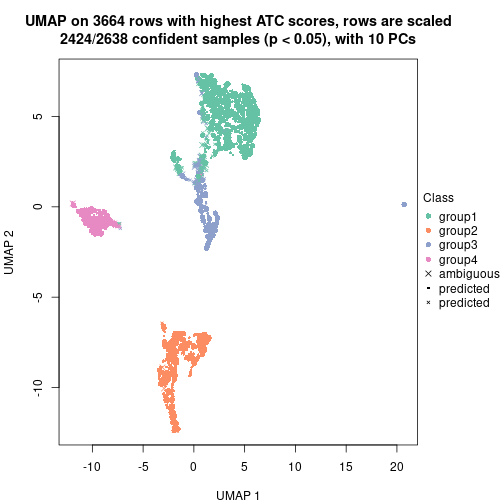 UMAP on 3664 rows with highest ATC scores, rows are scaled
2424/2638 confident samples (p < 0.05), with 10 PCs
5
0
-5
-10
UMAP 2
-10 -5 0 5 10 15 20
UMAP 1
Class
group1
group2
group3
group4
ambiguous
predicted
predicted